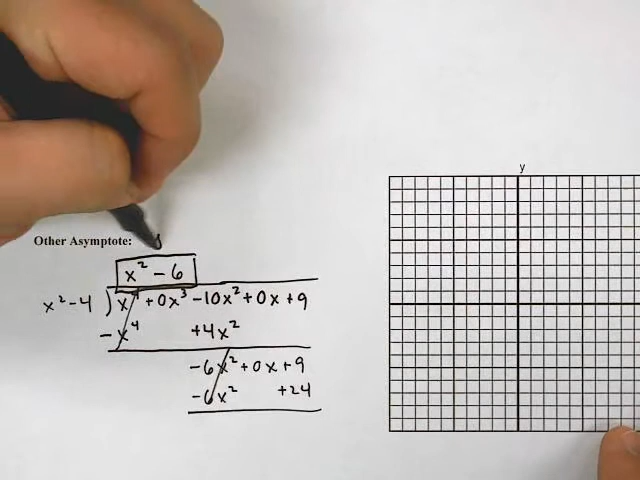 y
Other Asymptote: y
x² - 6
x² - 4 ) x⁴ + 0x³ - 10x² + 0x + 9
- x⁴ + 4x²
- 6x² + 0x + 9
- 6x² + 24